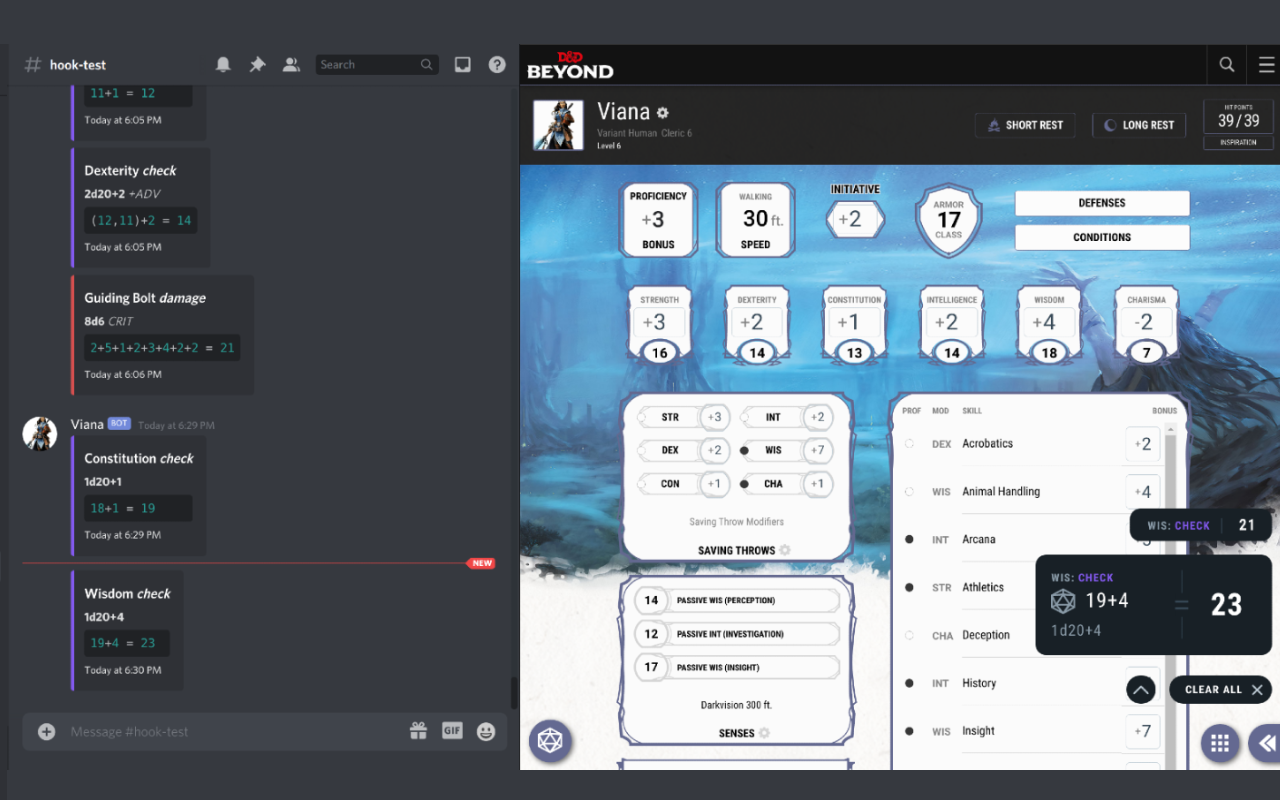 # hook-test
Search
11+1 = 12
Today at 6:05 PM
Dexterity check
2d20+2 +ADV
(12,11)+2 = 14
Today at 6:05 PM
Guiding Bolt damage
8d6 CRIT
2+5+1+2+3+4+2+2 = 21
Today at 6:06 PM
Viana BOT Today at 6:29 PM
Constitution check
1d20+1
18+1 = 19
Today at 6:29 PM
NEW
Wisdom check
1d20+4
19+4 = 23
Today at 6:30 PM
Message #hook-test
GIF
D&D
BEYOND
Viana
Variant Human Cleric 6
Level 6
SHORT REST
LONG REST
HIT POINTS
39/39
INSPIRATION
PROFICIENCY
+3
BONUS
WALKING
30 ft.
SPEED
INITIATIVE
+2
ARMOR
17
CLASS
DEFENSES
CONDITIONS
STRENGTH
+3
16
DEXTERITY
+2
14
CONSTITUTION
+1
13
INTELLIGENCE
+2
14
WISDOM
+4
18
CHARISMA
-2
7
STR +3
INT +2
DEX +2
WIS +7
CON +1
CHA +1
Saving Throw Modifiers
SAVING THROWS
14 PASSIVE WIS (PERCEPTION)
12 PASSIVE INT (INVESTIGATION)
17 PASSIVE WIS (INSIGHT)
Darkvision 300 ft.
SENSES
PROF MOD SKILL BONUS
DEX Acrobatics +2
WIS Animal Handling +4
INT Arcana
STR Athletics
CHA Deception
INT History
WIS Insight +7
WIS: CHECK 21
WIS: CHECK
19+4 = 23
1d20+4
CLEAR ALL